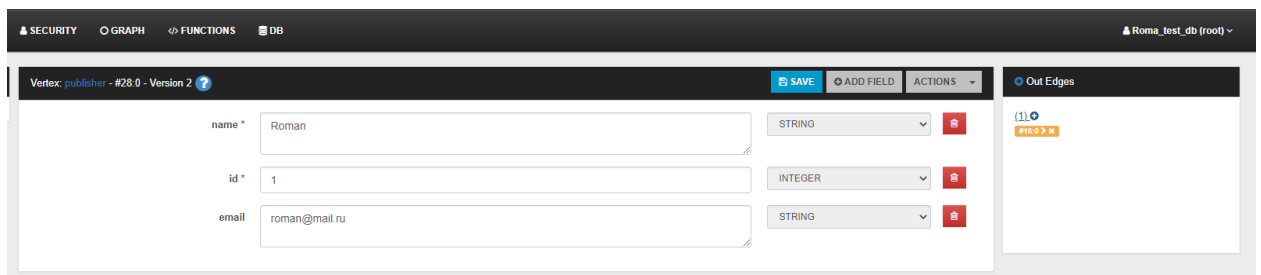 SECURITY GRAPH </> FUNCTIONS DB Roma_test_db (root)
Vertex: publisher - #28:0 - Version 2 ? SAVE ADD FIELD ACTIONS
Out Edges
name * Roman STRING
(1)
#16:0
id * 1 INTEGER
email roman@mail.ru STRING